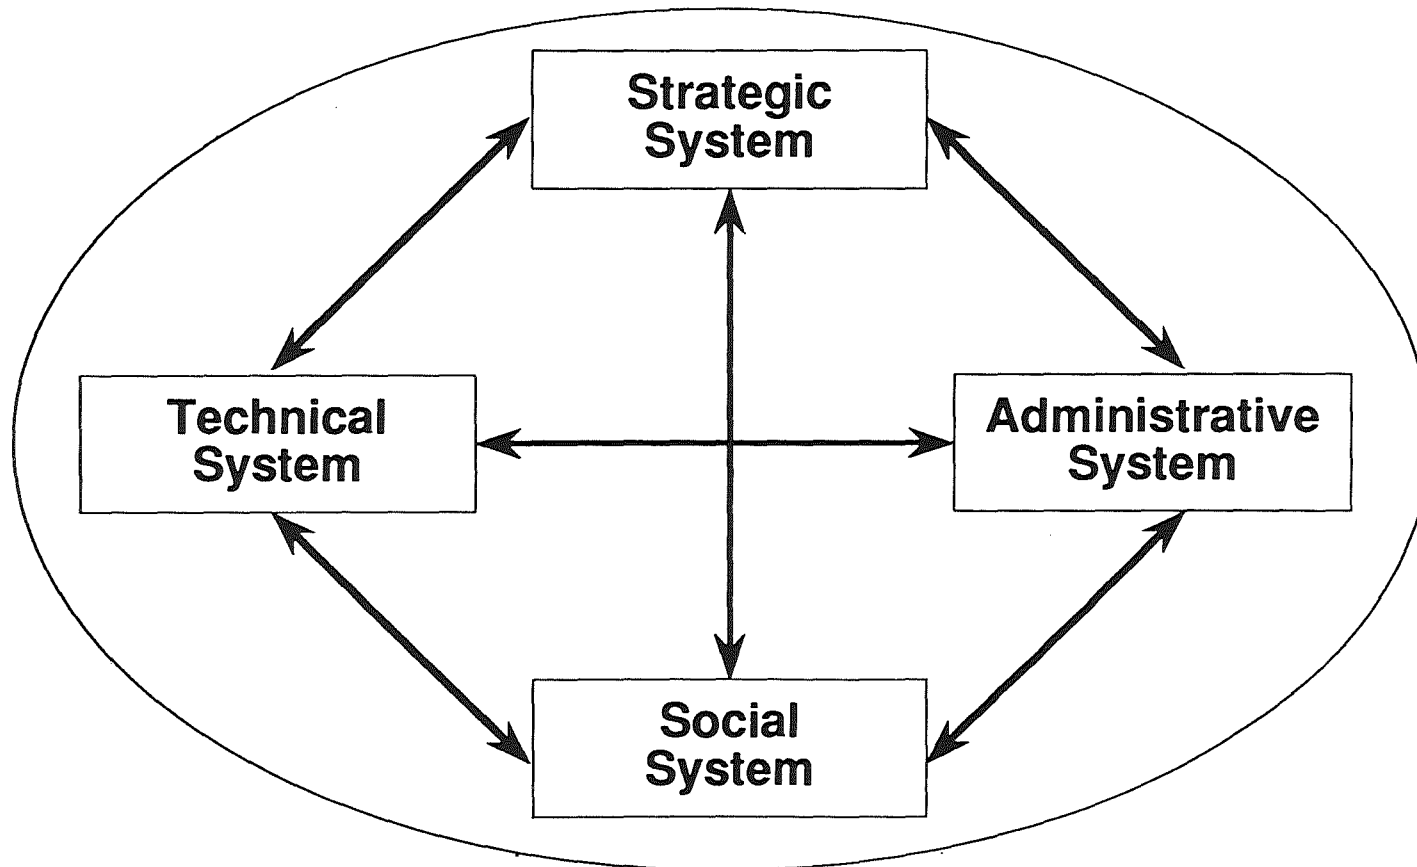 Strategic
System
Technical
System
Administrative
System
Social
System